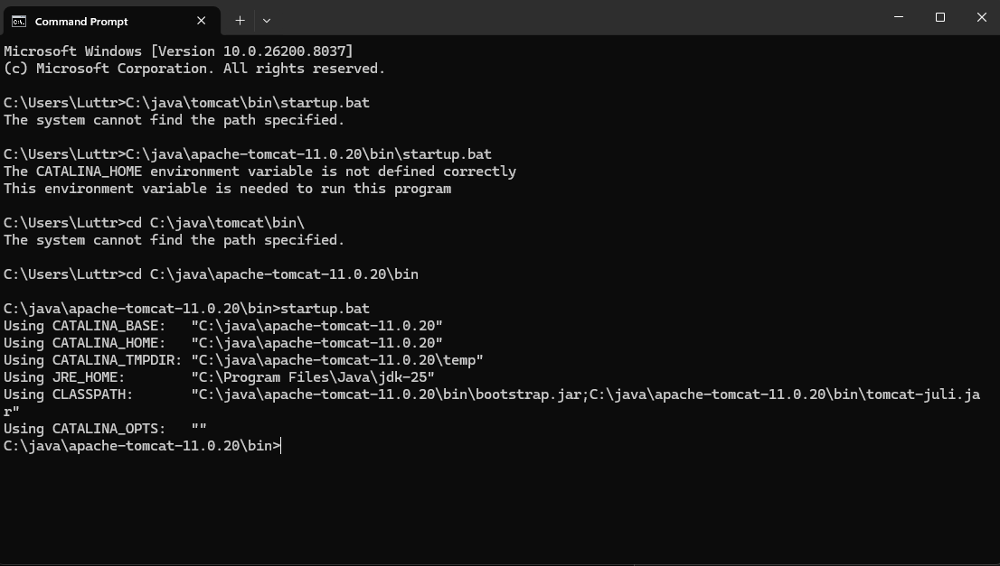 Command Prompt
Microsoft Windows [Version 10.0.26200.8037]
(c) Microsoft Corporation. All rights reserved.
C:\Users\Luttr>C:\java\tomcat\bin\startup.bat
The system cannot find the path specified.
C:\Users\Luttr>C:\java\apache-tomcat-11.0.20\bin\startup.bat
The CATALINA_HOME environment variable is not defined correctly
This environment variable is needed to run this program
C:\Users\Luttr>cd C:\java\tomcat\bin\
The system cannot find the path specified.
C:\Users\Luttr>cd C:\java\apache-tomcat-11.0.20\bin
C:\java\apache-tomcat-11.0.20\bin>startup.bat
Using CATALINA_BASE:   "C:\java\apache-tomcat-11.0.20"
Using CATALINA_HOME:   "C:\java\apache-tomcat-11.0.20"
Using CATALINA_TMPDIR: "C:\java\apache-tomcat-11.0.20\temp"
Using JRE_HOME:        "C:\Program Files\Java\jdk-25"
Using CLASSPATH:       "C:\java\apache-tomcat-11.0.20\bin\bootstrap.jar;C:\java\apache-tomcat-11.0.20\bin\tomcat-juli.ja
r"
Using CATALINA_OPTS:   ""
C:\java\apache-tomcat-11.0.20\bin>